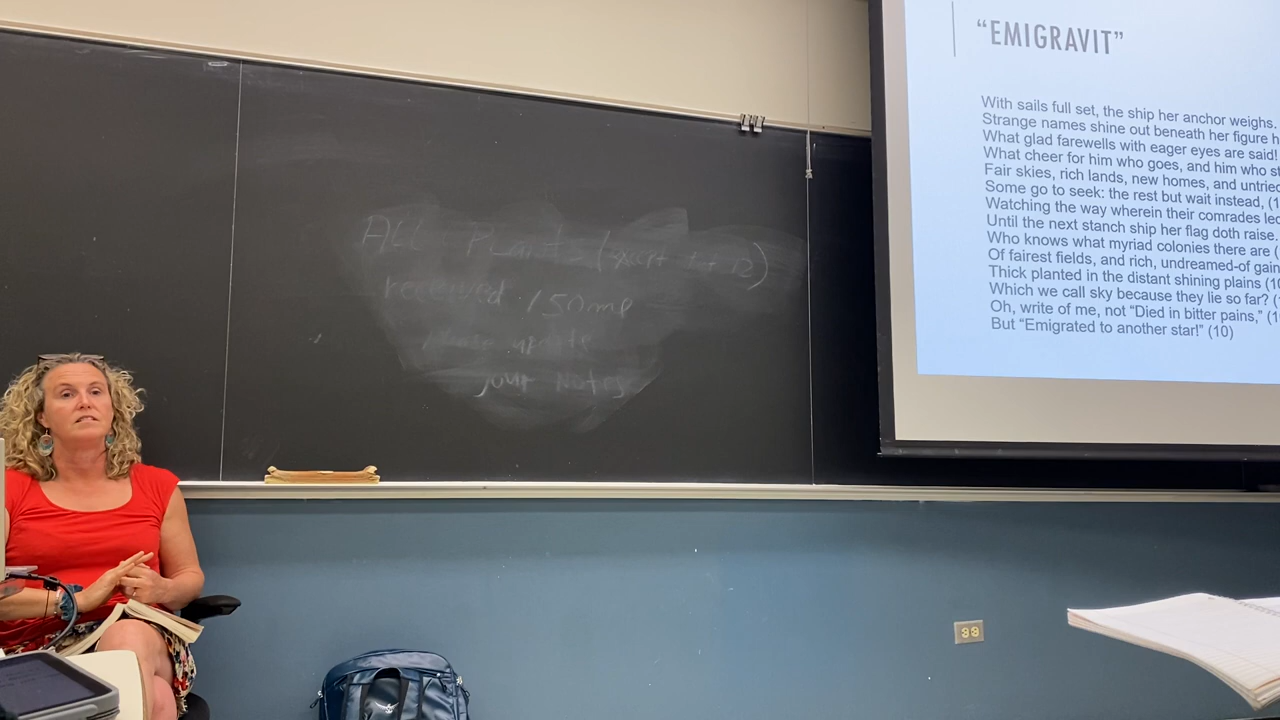 "EMIGRAVIT"
With sails full set, the ship her anchor weighs.
Strange names shine out beneath her figure h
What glad farewells with eager eyes are said!
What cheer for him who goes, and him who st
Fair skies, rich lands, new homes, and untried
Some go to seek: the rest but wait instead, (1
Watching the way wherein their comrades led
Until the next stanch ship her flag doth raise.
Who knows what myriad colonies there are (
Of fairest fields, and rich, undreamed-of gain
Thick planted in the distant shining plains (10
Which we call sky because they lie so far? (
Oh, write of me, not "Died in bitter pains," (1
But "Emigrated to another star!" (10)
ALL Plants (except
received 150ml
Please update
your Notes